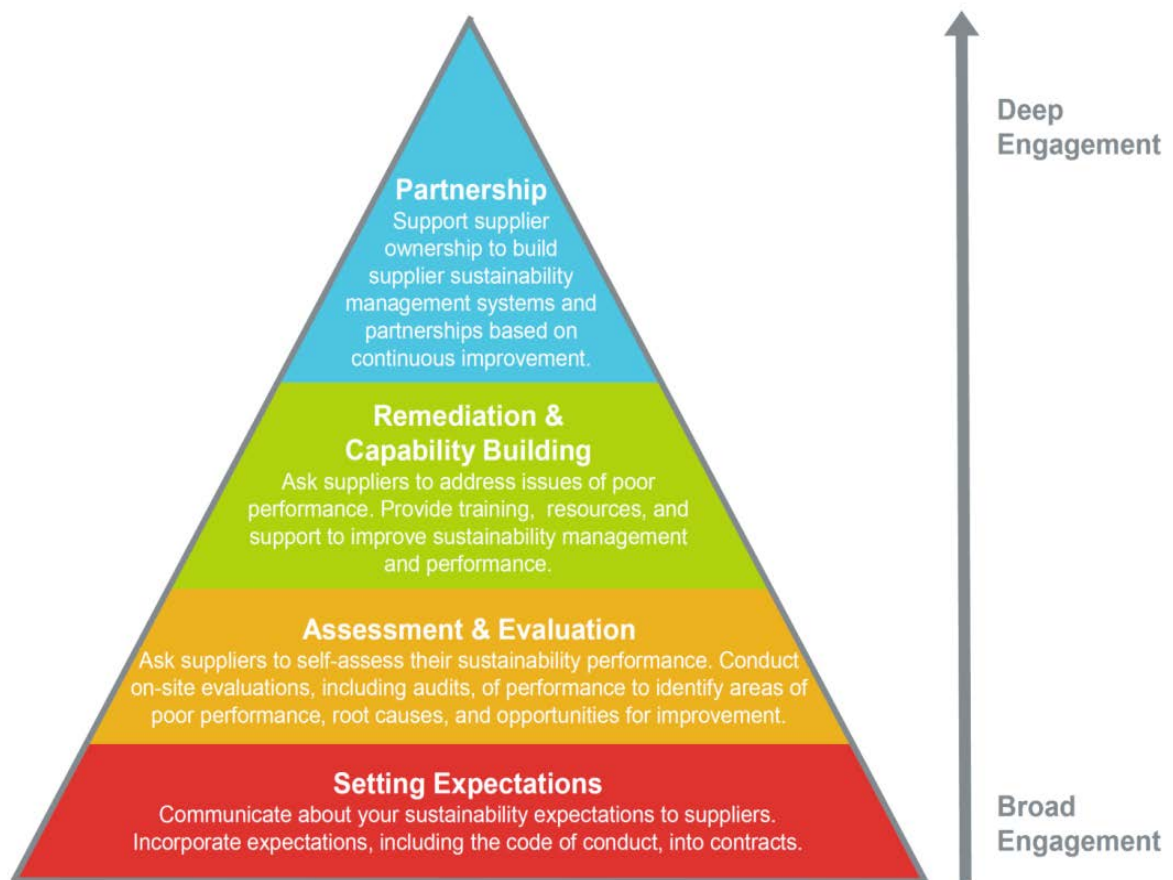 Deep
Engagement
Partnership
Support supplier
ownership to build
supplier sustainability
management systems and
partnerships based on
continuous improvement.
Remediation &
Capability Building
Ask suppliers to address issues of poor
performance. Provide training, resources, and
support to improve sustainability management
and performance.
Assessment & Evaluation
Ask suppliers to self-assess their sustainability performance. Conduct
on-site evaluations, including audits, of performance to identify areas of
poor performance, root causes, and opportunities for improvement.
Setting Expectations
Communicate about your sustainability expectations to suppliers.
Incorporate expectations, including the code of conduct, into contracts.
Broad
Engagement